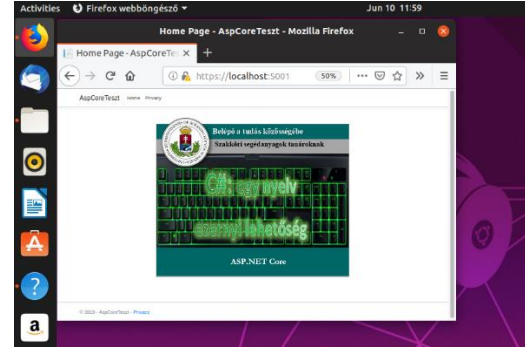 Activities Firefox webböngésző Jun 10 11:59
Home Page - AspCoreTeszt - Mozilla Firefox
Home Page - AspCoreTe
https://localhost:5001 50%
AspCoreTeszt Home Privacy
Belépő a tudás közösségébe
Szakköri segédanyagok tanároknak
C#: egy nyelv
ezernyi lehetőség
ASP.NET Core
© 2019 - AspCoreTeszt - Privacy